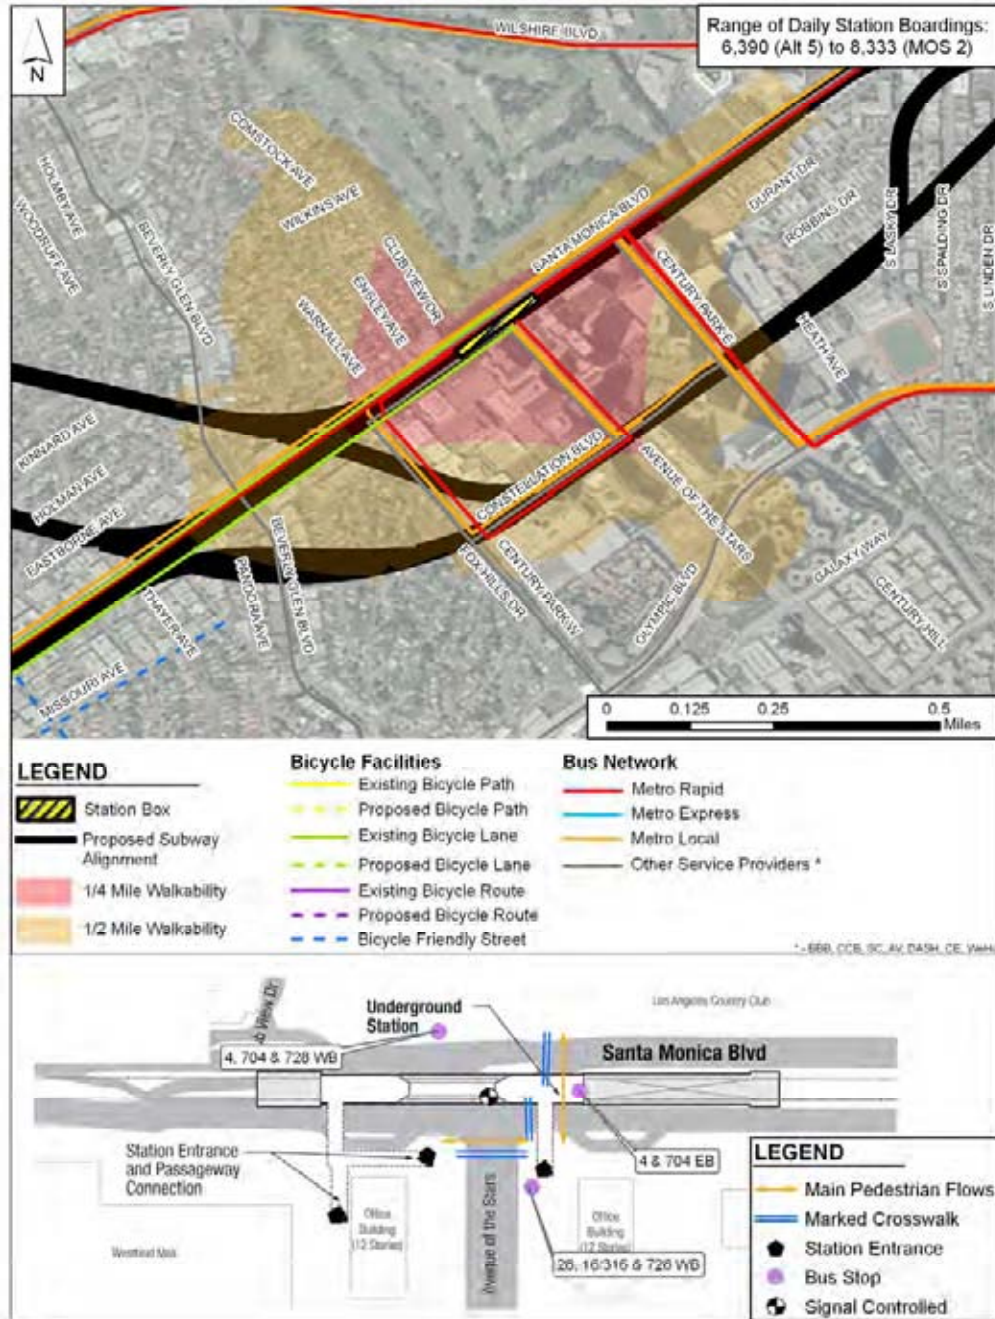 Range of Daily Station Boardings:
6,390 (Alt 5) to 8,333 (MOS 2)
N
WILSHIRE BLVD
COMSTOCK AVE
WILKINS AVE
HOLMBY AVE
WOODRUFF AVE
BEVERLY GLEN BLVD
CLUB VIEW DR
ENSLEY AVE
WARNALL AVE
SANTA MONICA BLVD
DURANT DR
ROBBINS DR
S LASKY DR
S SPALDING DR
S LINDEN DR
CENTURY PARK E
HEATH AVE
KINNARD AVE
HOLMAN AVE
EASTBORNE AVE
CONSTELLATION BLVD
AVENUE OF THE STARS
THAYER AVE
PANDORA AVE
BEVERLY GLEN BLVD
FOX HILLS DR
CENTURY PARK W
OLYMPIC BLVD
GALAXY WAY
CENTURY HILL
MISSOURI AVE
0 0.125 0.25 0.5
Miles
LEGEND
Station Box
Proposed Subway
Alignment
1/4 Mile Walkability
1/2 Mile Walkability
Bicycle Facilities
Existing Bicycle Path
Proposed Bicycle Path
Existing Bicycle Lane
Proposed Bicycle Lane
Existing Bicycle Route
Proposed Bicycle Route
Bicycle Friendly Street
Bus Network
Metro Rapid
Metro Express
Metro Local
Other Service Providers *
* - BBB, CCB, SC, AV, DASH, CE, WeHo
View Dr
Underground
Station
Los Angeles Country Club
4, 704 & 728 WB
Santa Monica Blvd
Station Entrance
and Passageway
Connection
4 & 704 EB
Office
Building
(12 Stories)
Avenue of the Stars
Office
Building
(12 Stories)
Westfield Mall
28, 16/316 & 728 WB
LEGEND
Main Pedestrian Flows
Marked Crosswalk
Station Entrance
Bus Stop
Signal Controlled